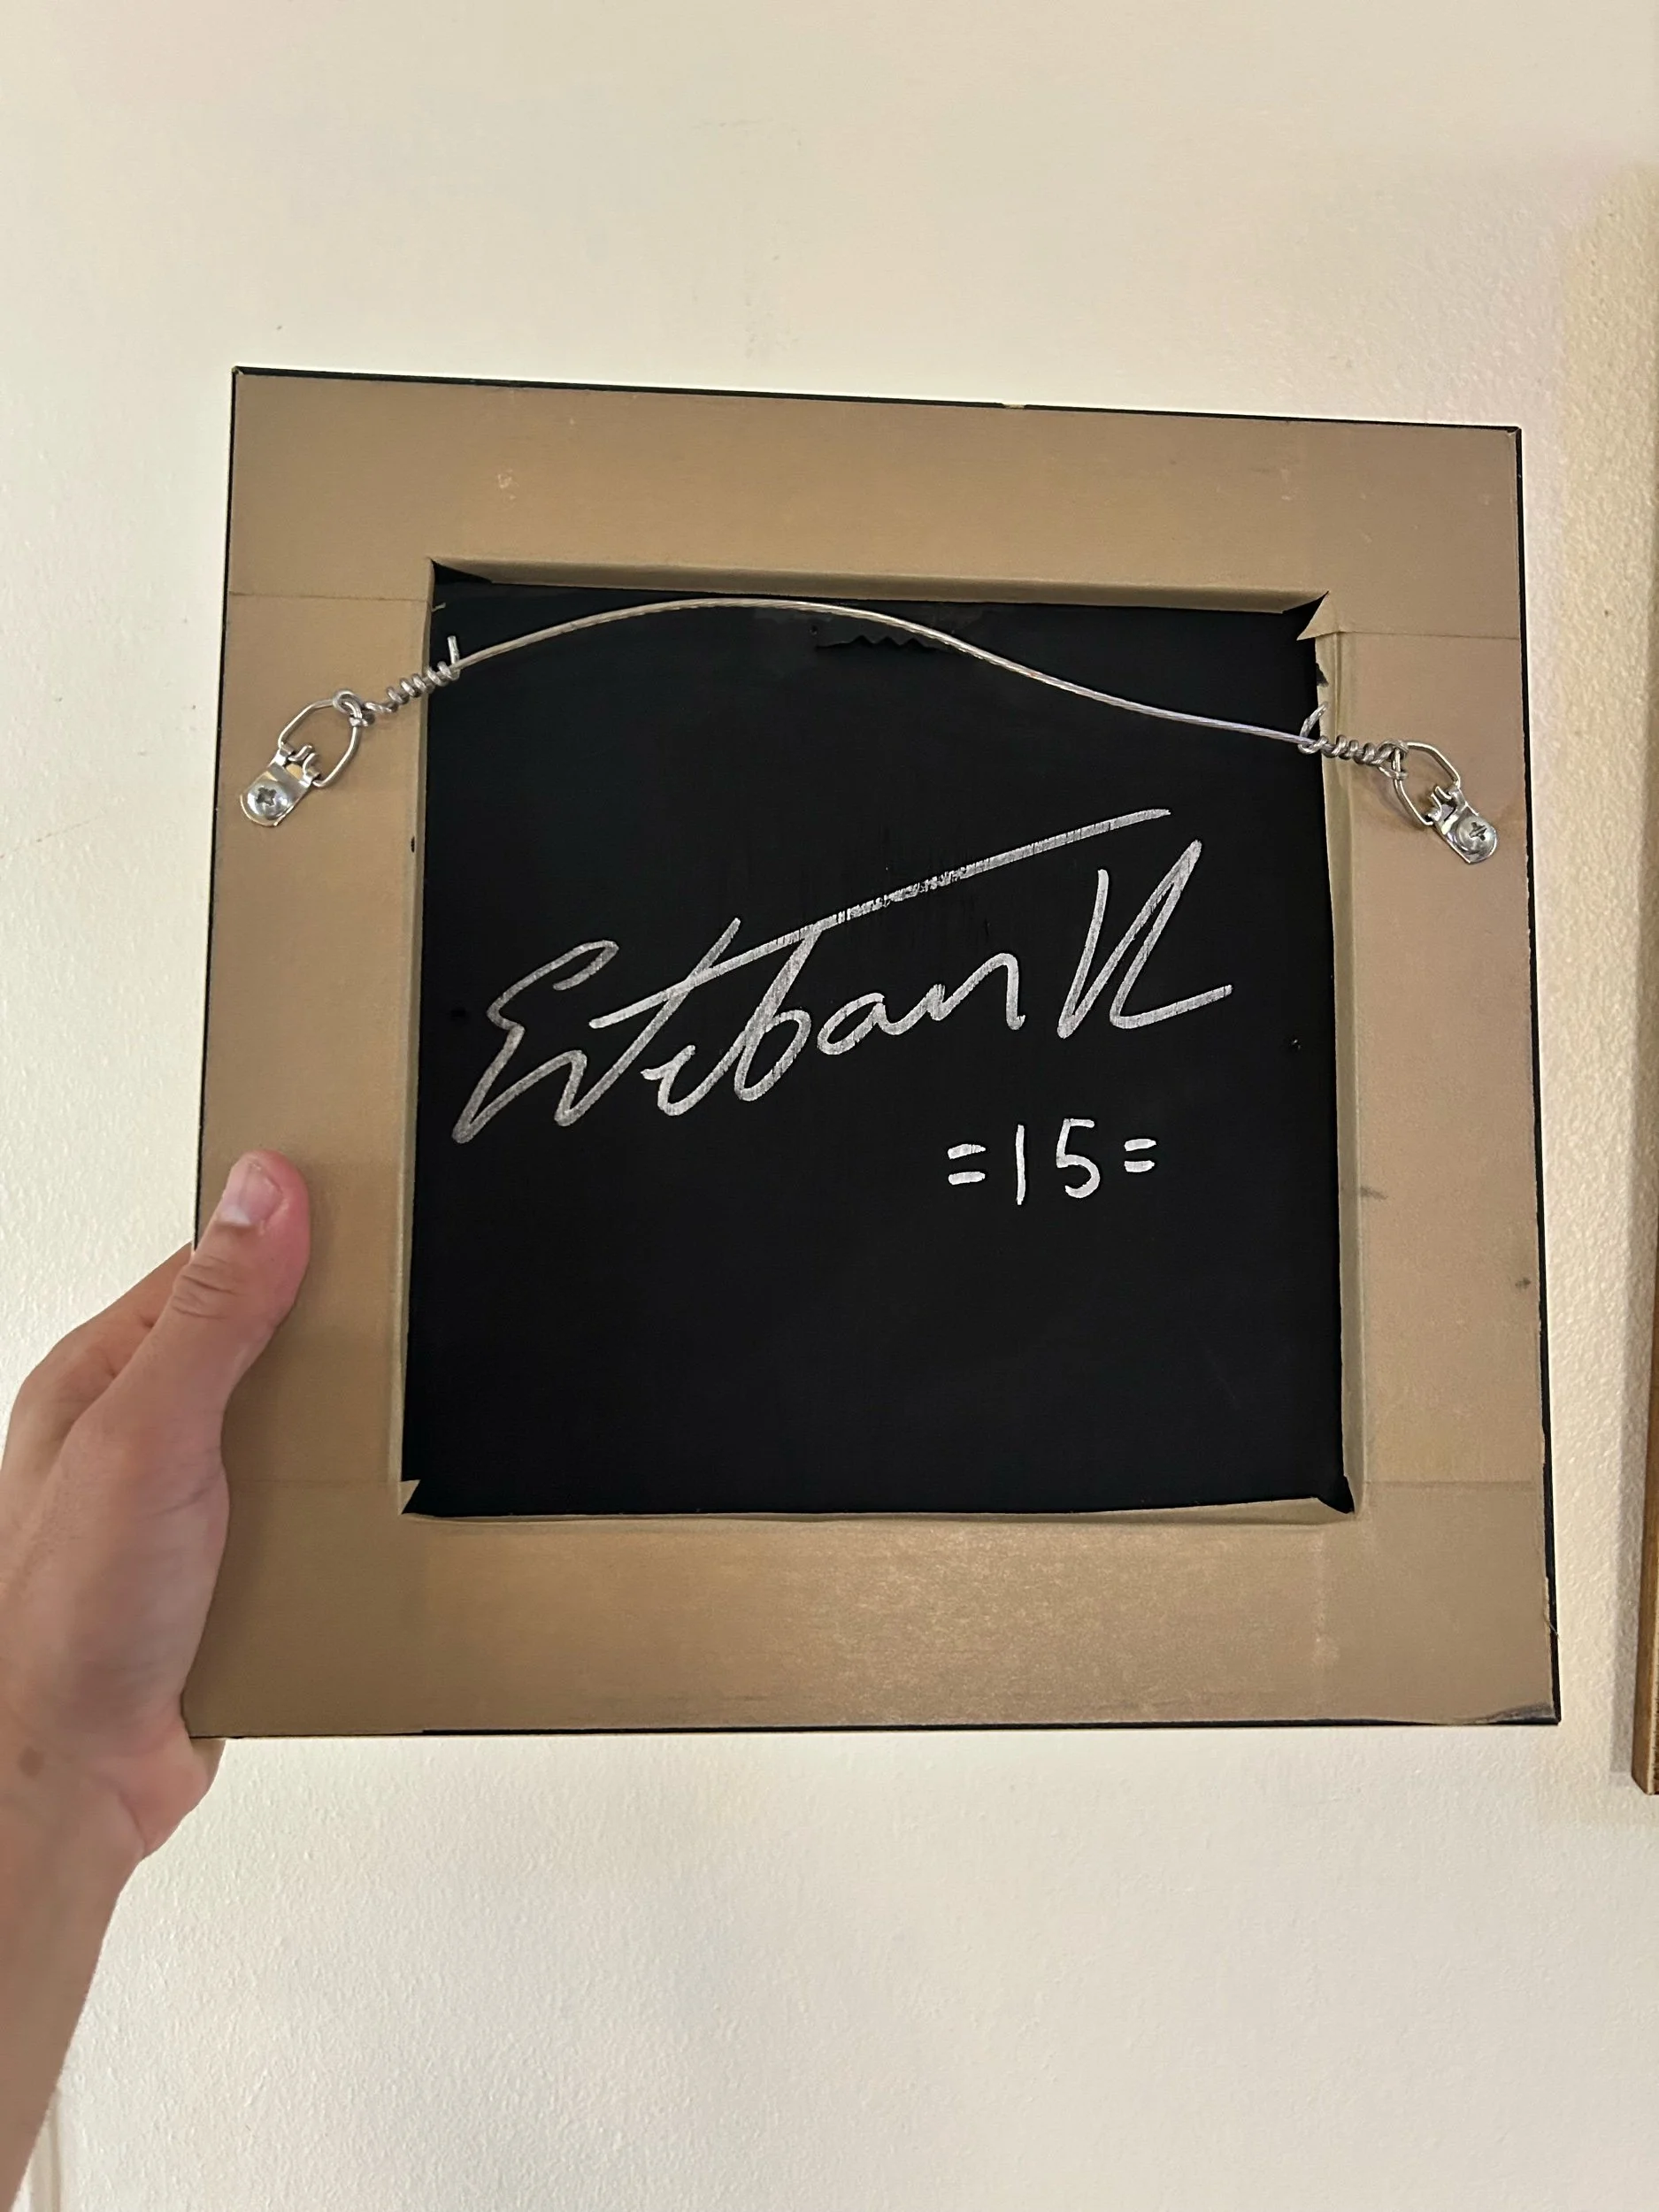 Esteban R
=15=